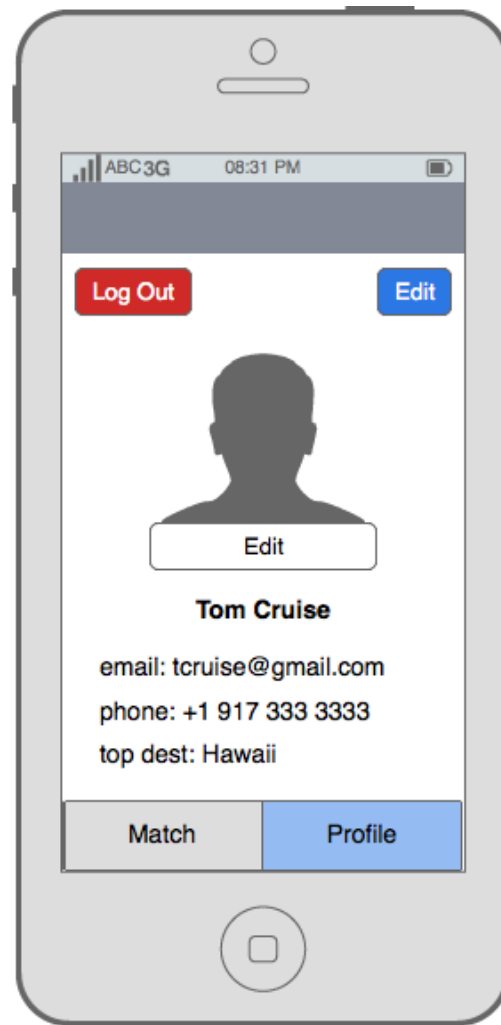 ABC 3G 08:31 PM
Log Out Edit
Edit
Tom Cruise
email: tcruise@gmail.com
phone: +1 917 333 3333
top dest: Hawaii
Match Profile